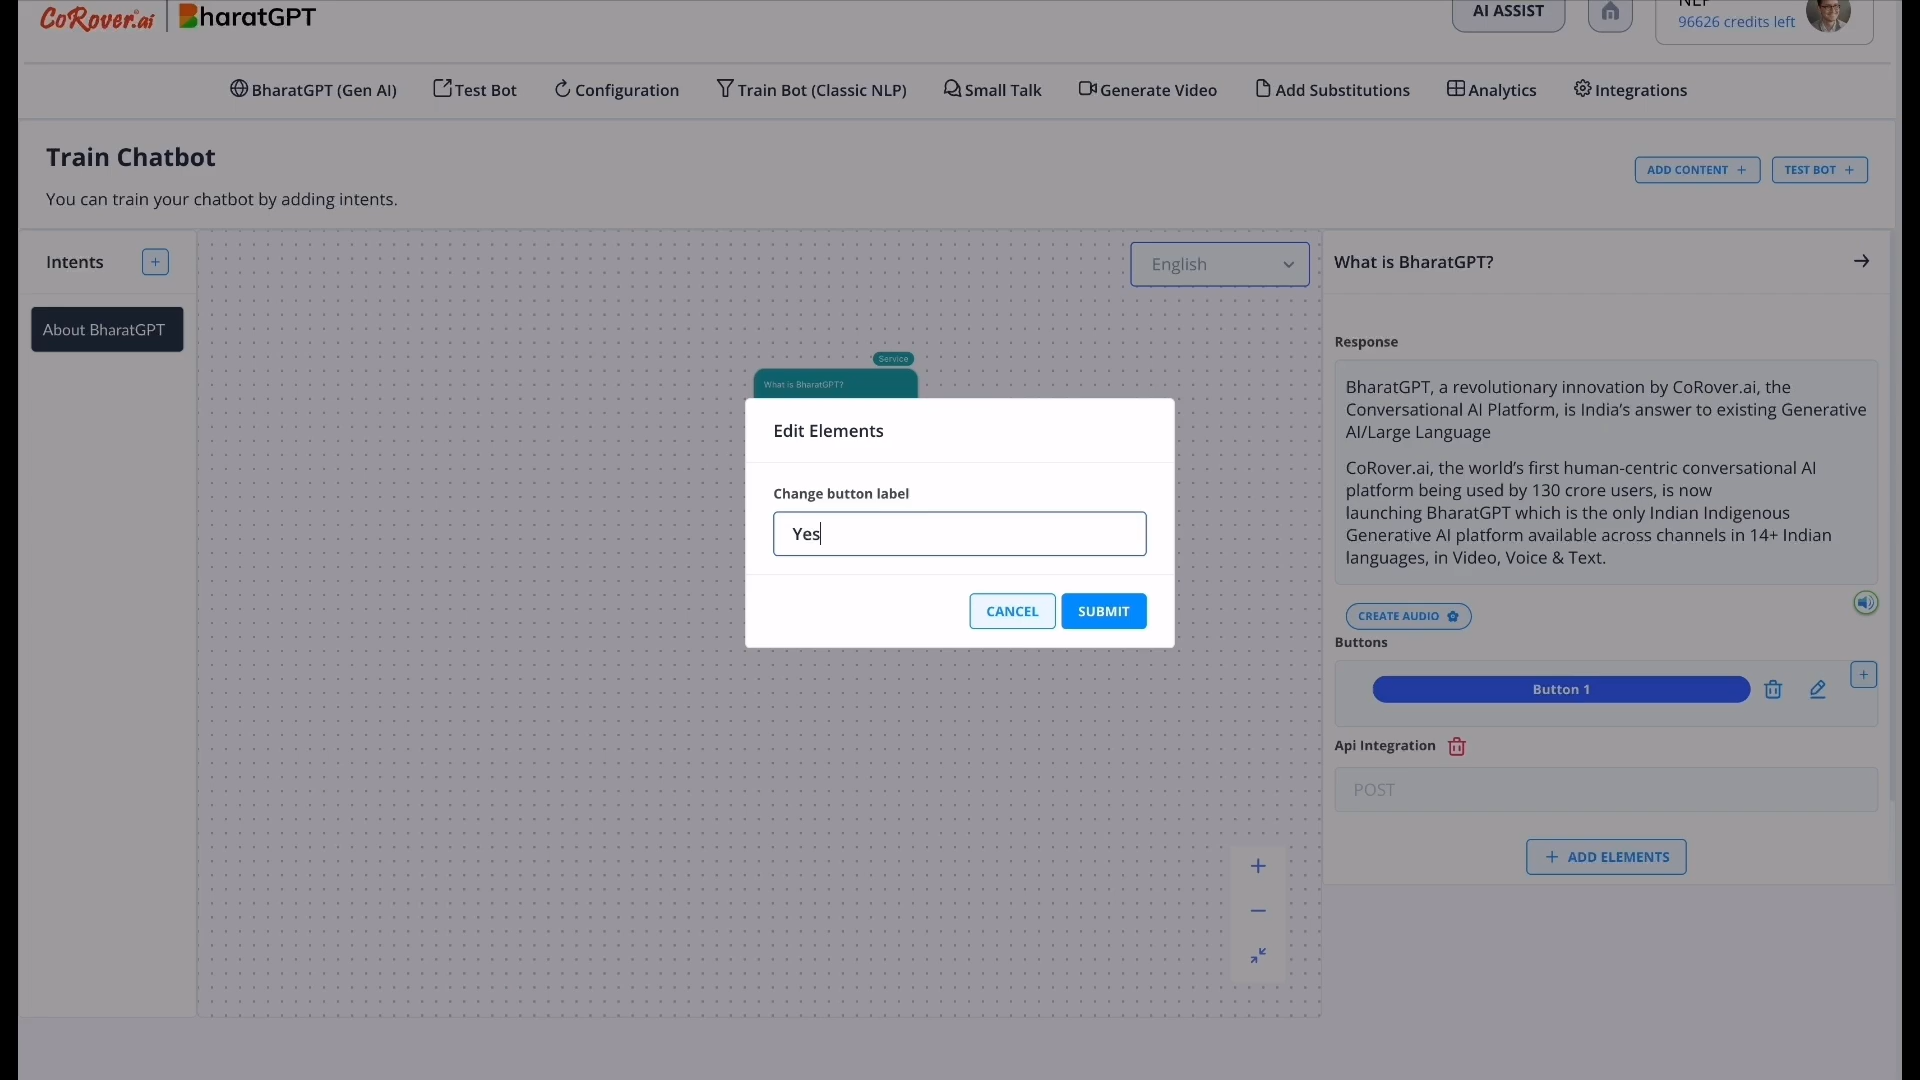 CoRover.ai
BharatGPT
AI ASSIST
96626 credits left
BharatGPT (Gen AI)
Test Bot
Configuration
Train Bot (Classic NLP)
Small Talk
Generate Video
Add Substitutions
Analytics
Integrations
Train Chatbot
You can train your chatbot by adding intents.
ADD CONTENT +
TEST BOT +
Intents
+
About BharatGPT
English
Service
What is BharatGPT?
Edit Elements
Change button label
Yes
CANCEL
SUBMIT
What is BharatGPT?
Response
BharatGPT, a revolutionary innovation by CoRover.ai, the
Conversational AI Platform, is India’s answer to existing Generative
AI/Large Language
CoRover.ai, the world’s first human-centric conversational AI
platform being used by 130 crore users, is now
launching BharatGPT which is the only Indian Indigenous
Generative AI platform available across channels in 14+ Indian
languages, in Video, Voice & Text.
CREATE AUDIO
Buttons
Button 1
+
Api Integration
POST
+ ADD ELEMENTS